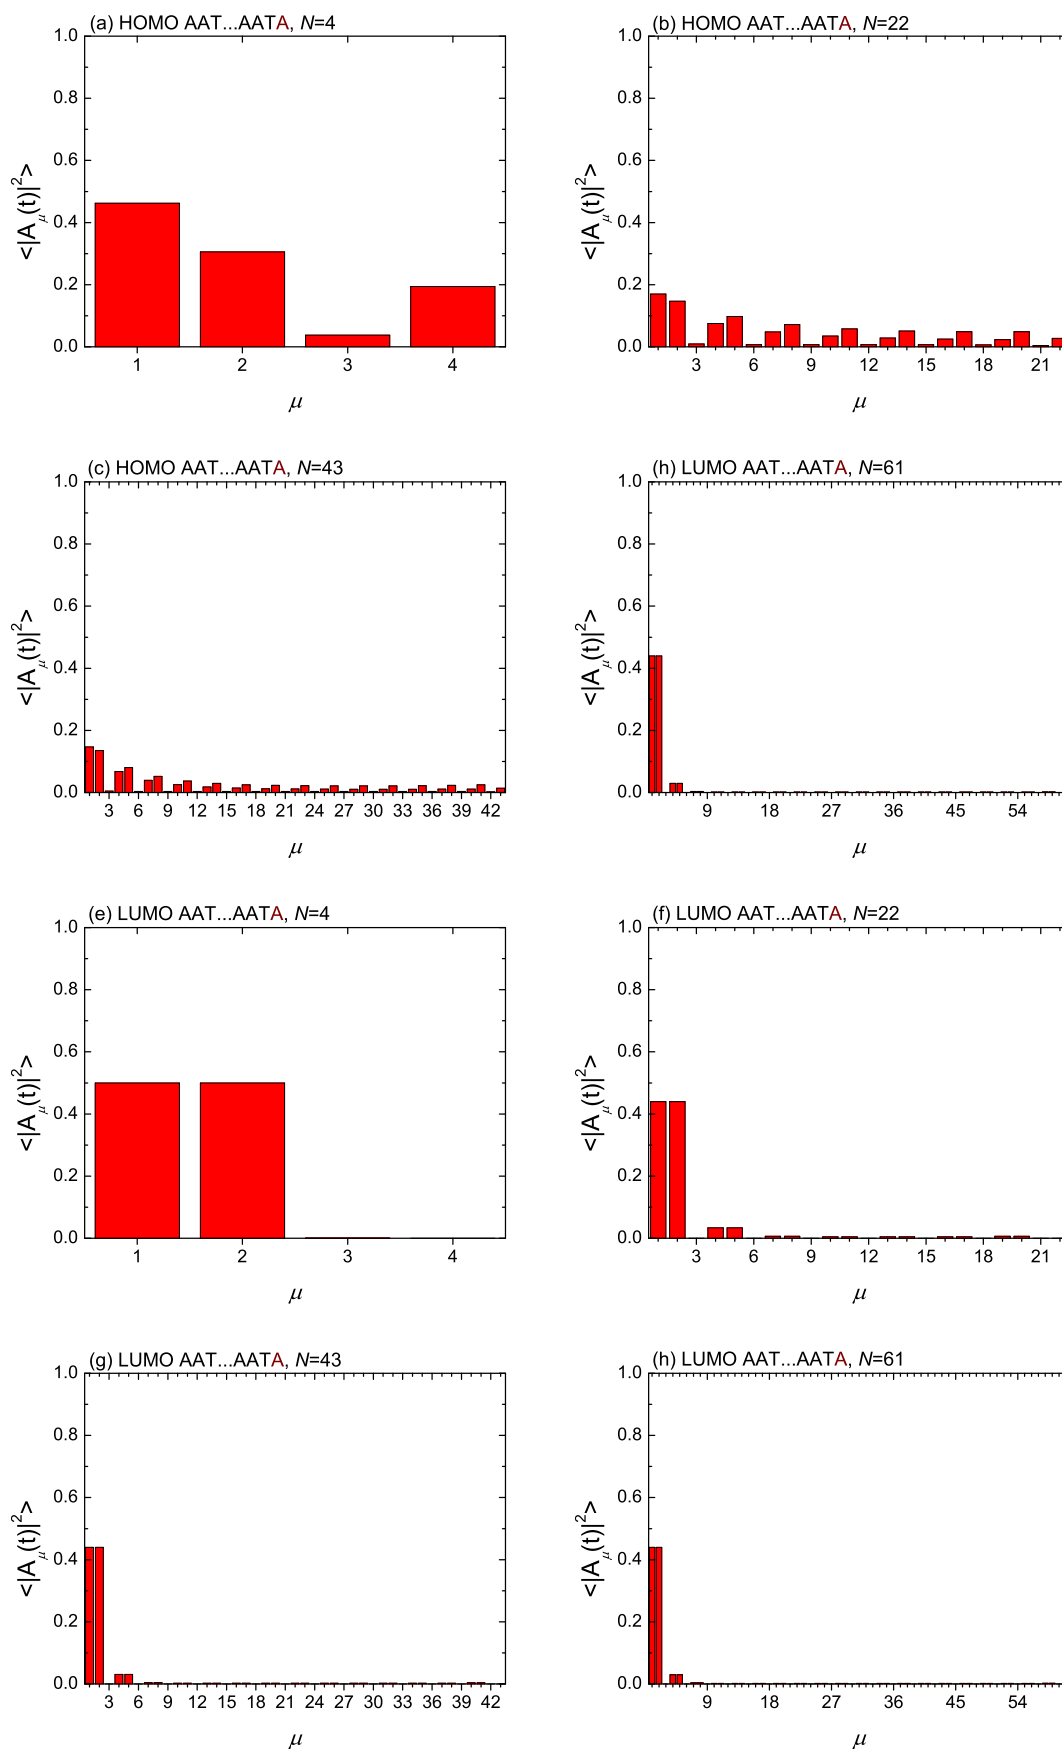 (a) HOMO AAT...AATA, N=4
1.0
0.8
0.6
0.4
0.2
0.0
<|A_μ(t)|²>
1 2 3 4
μ
(b) HOMO AAT...AATA, N=22
1.0
0.8
0.6
0.4
0.2
0.0
<|A_μ(t)|²>
3 6 9 12 15 18 21
μ
(c) HOMO AAT...AATA, N=43
1.0
0.8
0.6
0.4
0.2
0.0
<|A_μ(t)|²>
3 6 9 12 15 18 21 24 27 30 33 36 39 42
μ
(h) LUMO AAT...AATA, N=61
1.0
0.8
0.6
0.4
0.2
0.0
<|A_μ(t)|²>
9 18 27 36 45 54
μ
(e) LUMO AAT...AATA, N=4
1.0
0.8
0.6
0.4
0.2
0.0
<|A_μ(t)|²>
1 2 3 4
μ
(f) LUMO AAT...AATA, N=22
1.0
0.8
0.6
0.4
0.2
0.0
<|A_μ(t)|²>
3 6 9 12 15 18 21
μ
(g) LUMO AAT...AATA, N=43
1.0
0.8
0.6
0.4
0.2
0.0
<|A_μ(t)|²>
3 6 9 12 15 18 21 24 27 30 33 36 39 42
μ
(h) LUMO AAT...AATA, N=61
1.0
0.8
0.6
0.4
0.2
0.0
<|A_μ(t)|²>
9 18 27 36 45 54
μ